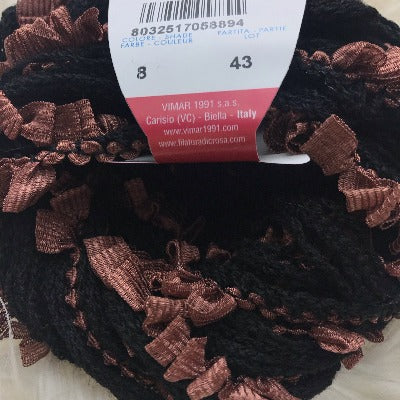 8032517058894
COLORE - SHADE
FARBE - COULEUR
PARTITA - PARTIE
LOT
8
43
VIMAR 1991 s.a.s
Carisio (VC) - Biella - Italy
www.vimar1991.com
www.filatoradicrosa.com